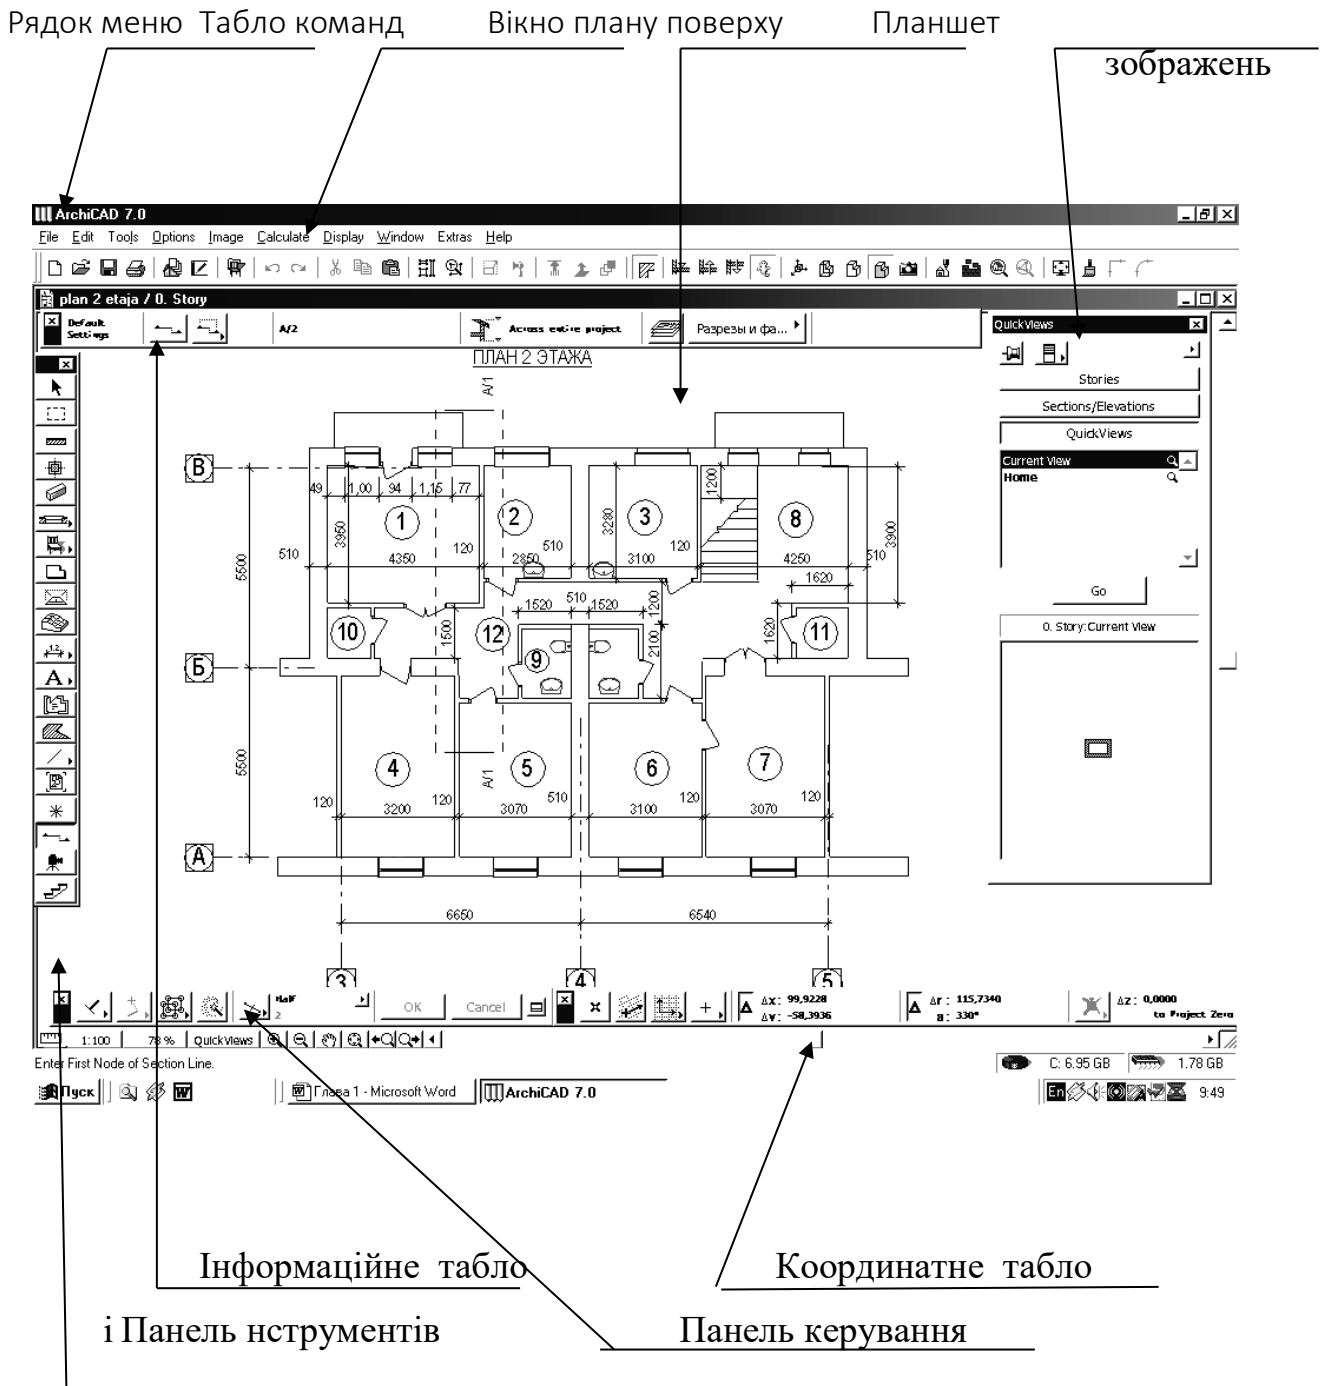 Рядок меню Табло команд Вікно плану поверху Планшет
зображень
ArchiCAD 7.0
File Edit Tools Options Image Calculate Display Window Extras Help
plan 2 etaja / 0. Story
Default Settings
A/2
Across entire project
Разрезы и фа...
QuickViews
Stories
Sections/Elevations
QuickViews
Current View
Home
Go
0. Story:Current View
ПЛАН 2 ЭТАЖА
A/1
В
49 1,00 94 1,15 77
1200
1 2 3 8
3950 3280 3900
510 120 510 120 510
4350 2850 3100 4250
5500
1620
1520 510 1520 1200
10 12 9 11
1500 2100 1620
Б
5500
4 5 6 7
A/1
120 120 510 120 120
3200 3070 3100 3070
А
6650 6540
3 4 5
Half
2
OK Cancel
Δx: 99,9228
Δy: -58,3936
Δr: 115,7340
a: 330°
Δz: 0,0000
to Project Zero
1:100 78 % QuickViews
Enter First Node of Section Line.
C: 6.95 GB 1.78 GB
Пуск Глава 1 - Microsoft Word ArchiCAD 7.0 En 9:49
Інформаційне табло Координатне табло
і Панель нструментів Панель керування